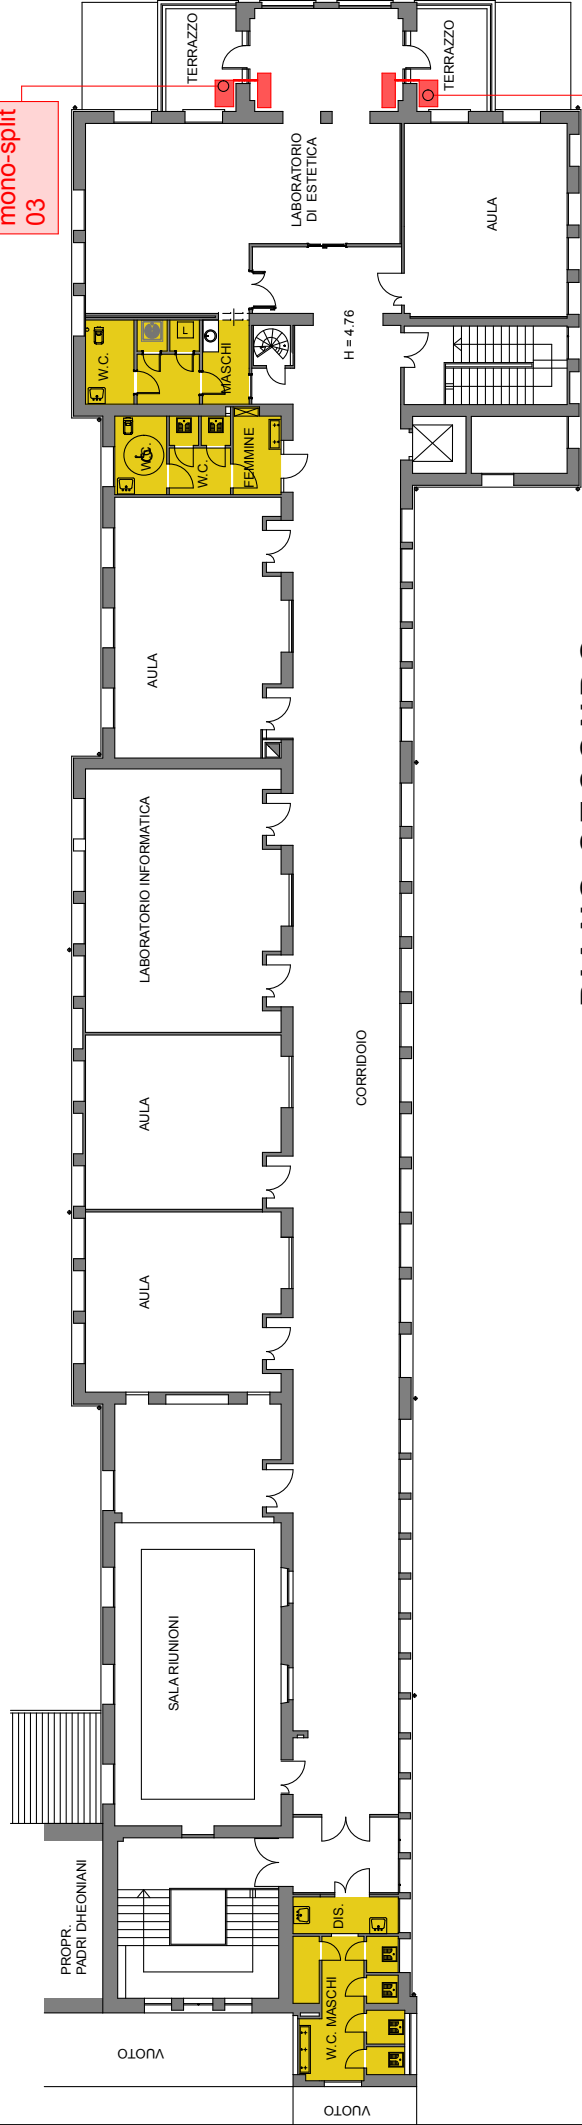 mono-split
03
TERRAZZO
TERRAZZO
LABORATORIO
DI ESTETICA
AULA
H = 4.76
W.C.
L
MASCHI
W.C.
W.C.
FEMMINE
AULA
LABORATORIO INFORMATICA
CORRIDOIO
AULA
AULA
SALA RIUNIONI
PROPR.
PADRI DHEONIANI
DIS.
W.C. MASCHI
VUOTO
VUOTO